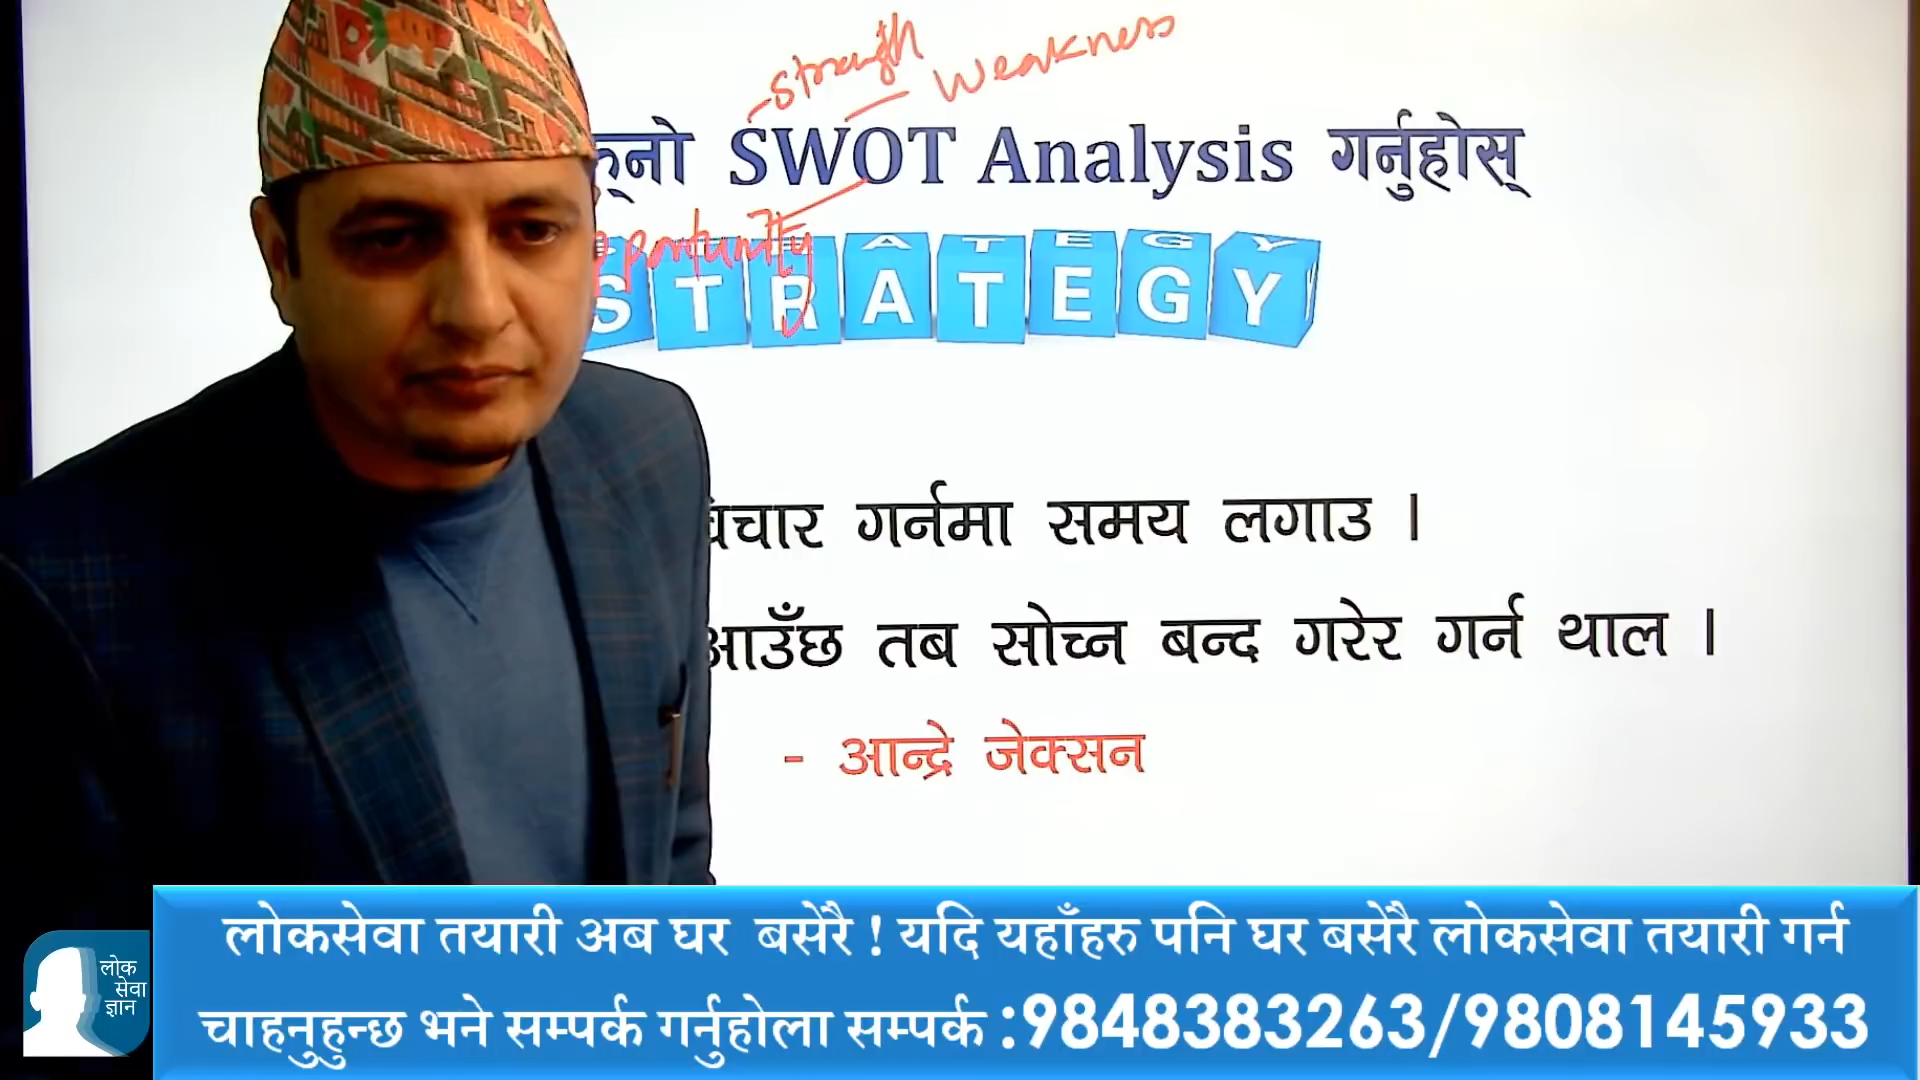 strength
Weakness
SWOT Analysis गर्नुहोस्
pportunity
STRATEGY
STRATEGY
गर्नमा समय लगाउ ।
आउँछ तब सोच्न बन्द गरेर गर्न थाल ।
- आन्द्रे जेक्सन
लोकसेवा तयारी अब घर बसेरै ! यदि यहाँहरु पनि घर बसेरै लोकसेवा तयारी गर्न
चाहनुहुन्छ भने सम्पर्क गर्नुहोला सम्पर्क :9848383263/9808145933
लोक
सेवा
ज्ञान